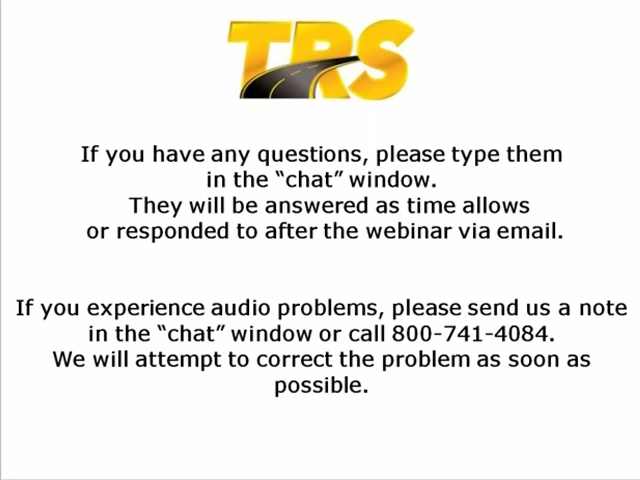 TRS
If you have any questions, please type them
in the “chat” window.
They will be answered as time allows
or responded to after the webinar via email.
If you experience audio problems, please send us a note
in the “chat” window or call 800-741-4084.
We will attempt to correct the problem as soon as
possible.